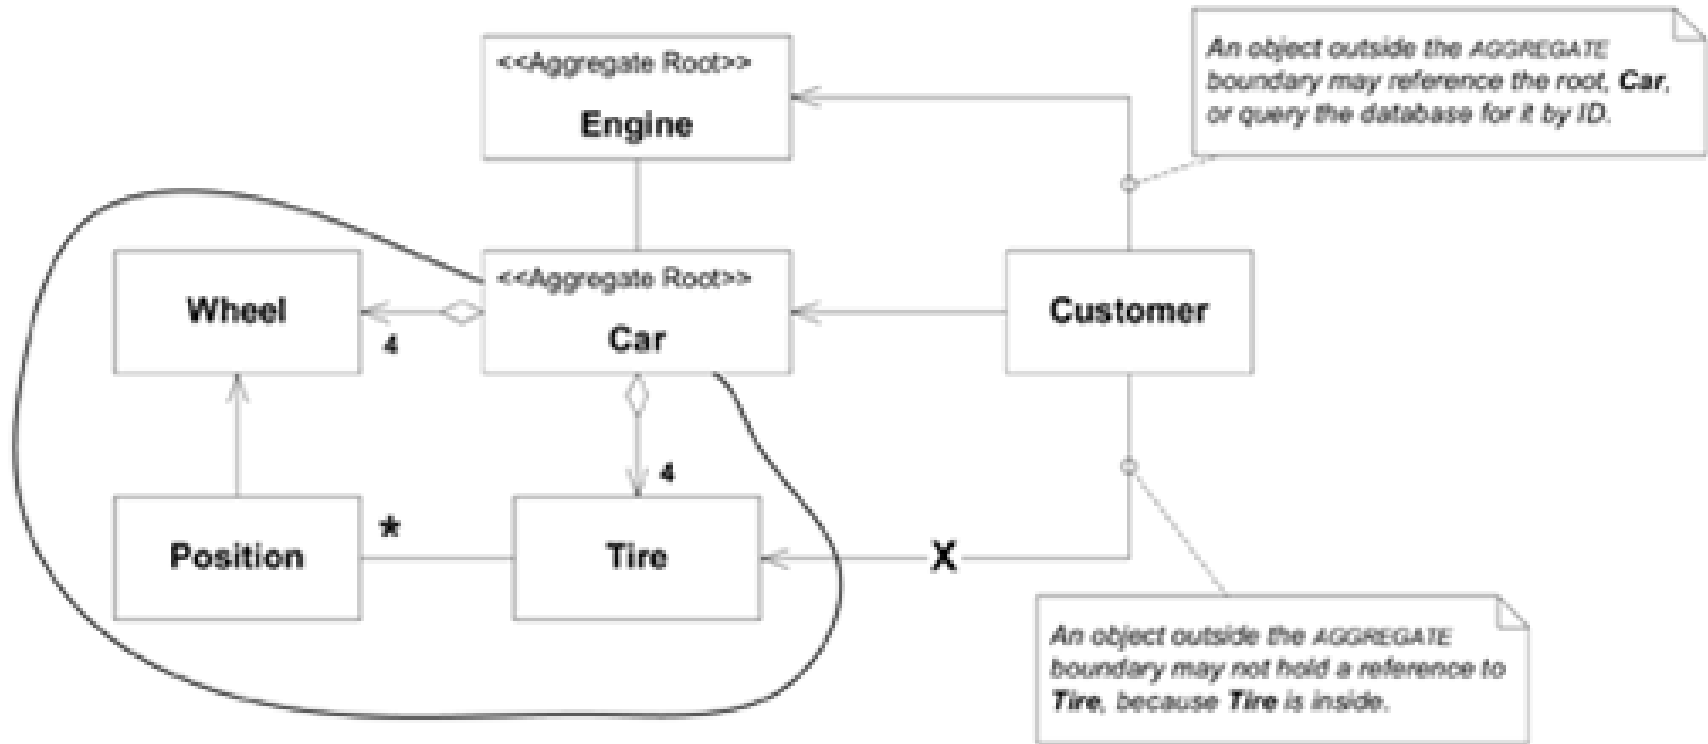 <<Aggregate Root>>
Engine
An object outside the AGGREGATE
boundary may reference the root, Car,
or query the database for it by ID.
Wheel
4
<<Aggregate Root>>
Car
Customer
4
Position
*
Tire
X
An object outside the AGGREGATE
boundary may not hold a reference to
Tire, because Tire is inside.